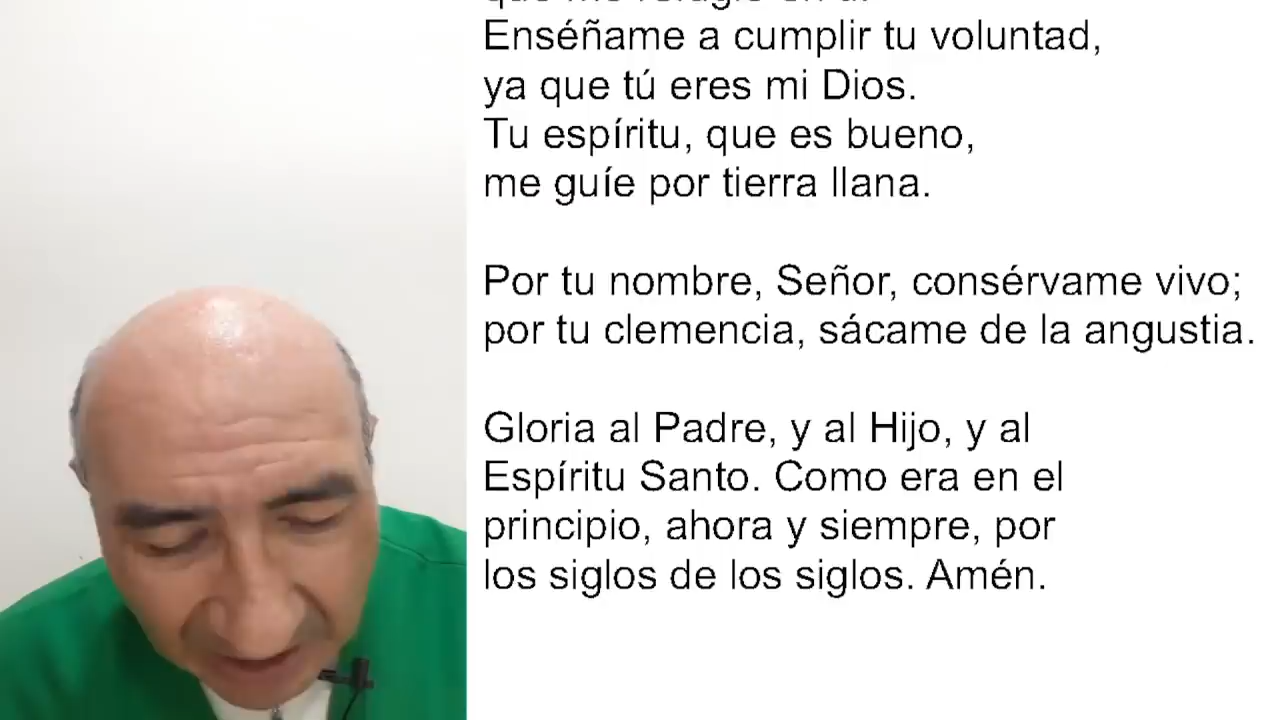 Enséñame a cumplir tu voluntad,
ya que tú eres mi Dios.
Tu espíritu, que es bueno,
me guíe por tierra llana.
Por tu nombre, Señor, consérvame vivo;
por tu clemencia, sácame de la angustia.
Gloria al Padre, y al Hijo, y al
Espíritu Santo. Como era en el
principio, ahora y siempre, por
los siglos de los siglos. Amén.